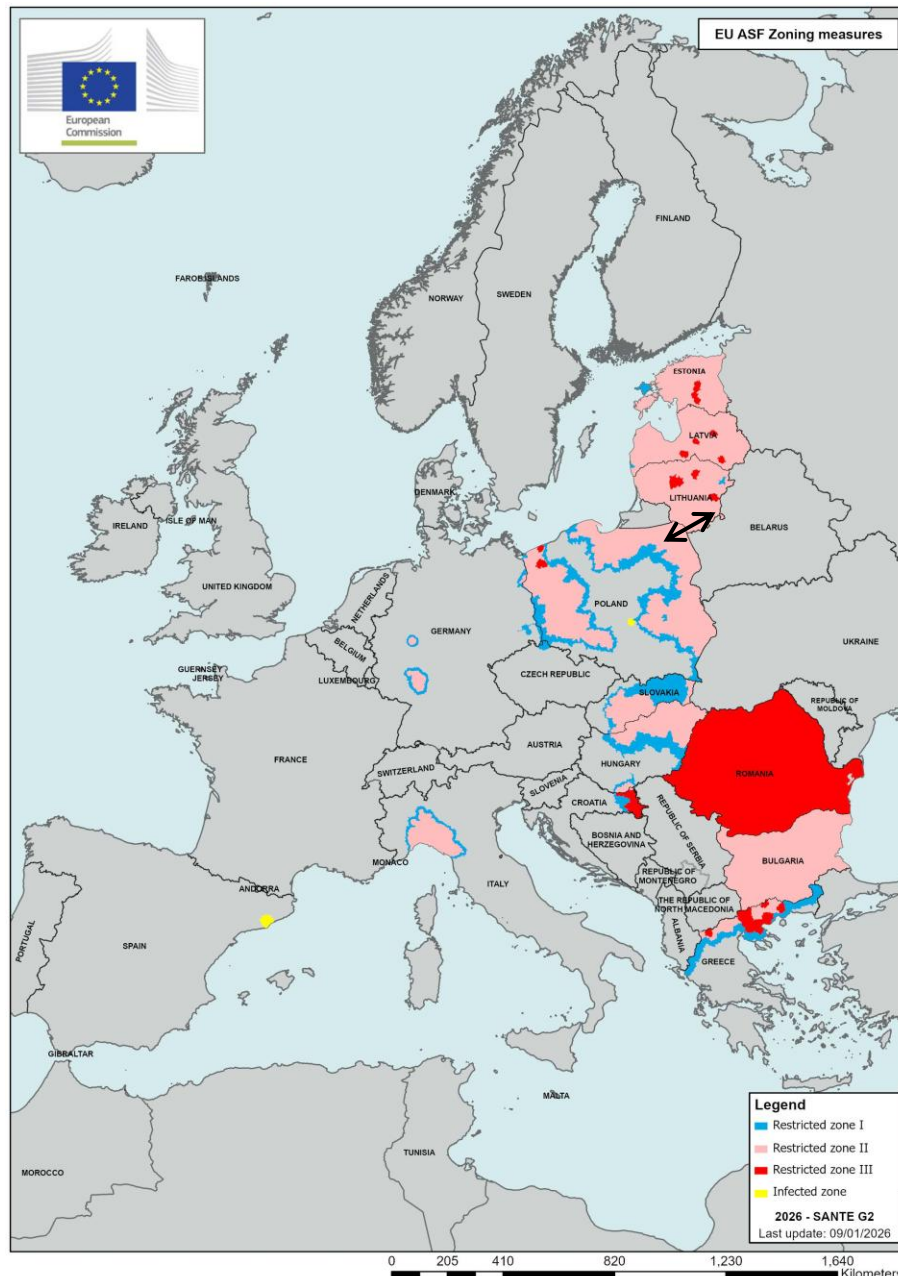 EU ASF Zoning measures
European
Commission
FINLAND
FAROE ISLANDS
NORWAY
SWEDEN
ESTONIA
LATVIA
LITHUANIA
DENMARK
IRELAND
ISLE OF MAN
BELARUS
UNITED KINGDOM
NETHERLANDS
POLAND
GERMANY
BELGIUM
UKRAINE
GUERNSEY
JERSEY
LUXEMBOURG
CZECH REPUBLIC
SLOVAKIA
REPUBLIC OF
MOLDOVA
AUSTRIA
FRANCE
HUNGARY
SWITZERLAND
ROMANIA
SLOVENIA
CROATIA
REPUBLIC OF SERBIA
BOSNIA AND
HERZEGOVINA
MONACO
BULGARIA
ITALY
REPUBLIC OF
MONTENEGRO
ANDORRA
THE REPUBLIC OF
NORTH MACEDONIA
ALBANIA
PORTUGAL
SPAIN
GREECE
GIBRALTAR
MALTA
TUNISIA
MOROCCO
Legend
Restricted zone I
Restricted zone II
Restricted zone III
Infected zone
2026 - SANTE G2
Last update: 09/01/2026
0 205 410 820 1,230 1,640
Kilometers